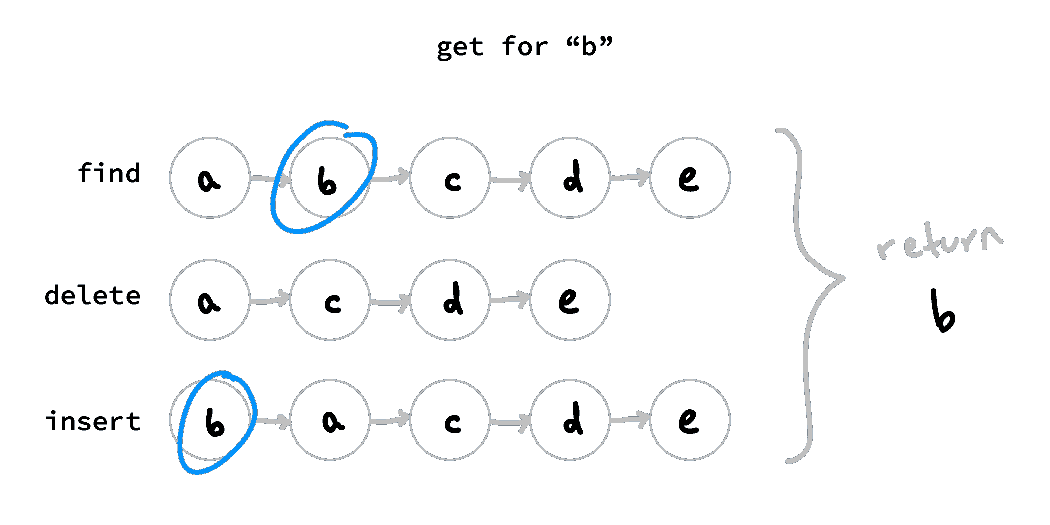 get for “b”
find a b c d e
delete a c d e
insert b a c d e
return
b